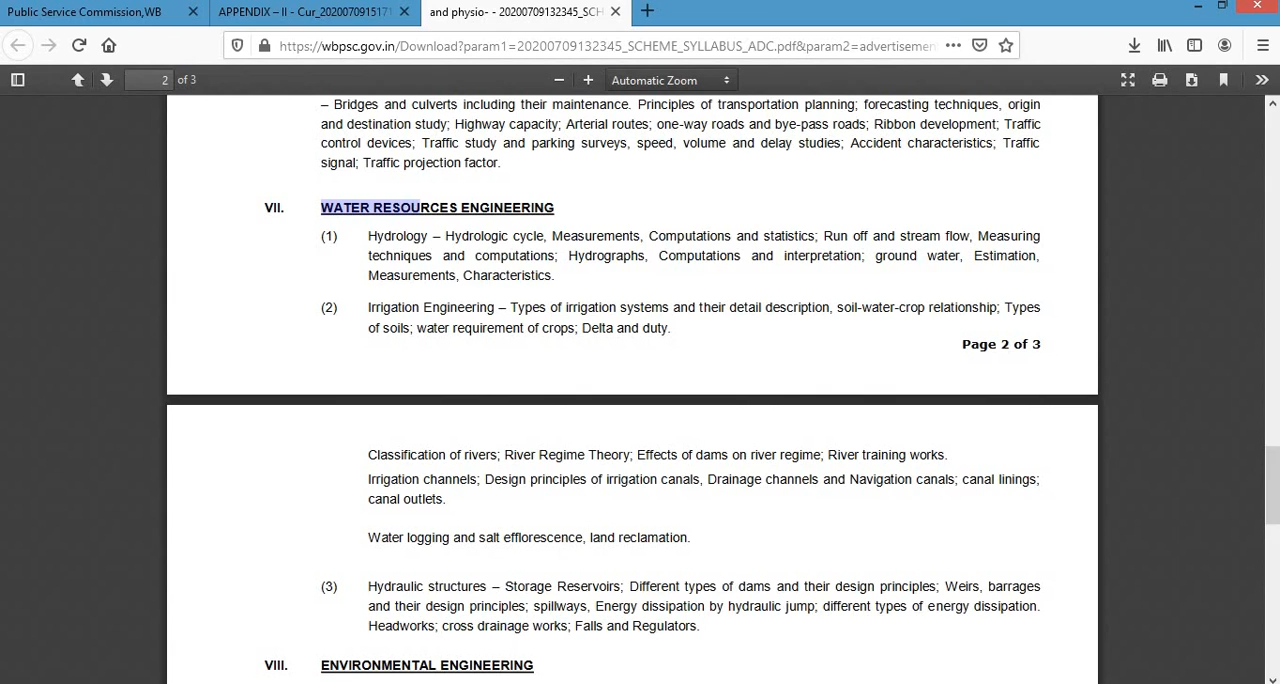 Public Service Commission,WB
APPENDIX – II - Cur_2020070915171
and physio- - 20200709132345_SCH
https://wbpsc.gov.in/Download?param1=20200709132345_SCHEME_SYLLABUS_ADC.pdf&param2=advertisemen
2 of 3
Automatic Zoom
– Bridges and culverts including their maintenance. Principles of transportation planning; forecasting techniques, origin
and destination study; Highway capacity; Arterial routes; one-way roads and bye-pass roads; Ribbon development; Traffic
control devices; Traffic study and parking surveys, speed, volume and delay studies; Accident characteristics; Traffic
signal; Traffic projection factor.
VII. WATER RESOURCES ENGINEERING
(1) Hydrology – Hydrologic cycle, Measurements, Computations and statistics; Run off and stream flow, Measuring
techniques and computations; Hydrographs, Computations and interpretation; ground water, Estimation,
Measurements, Characteristics.
(2) Irrigation Engineering – Types of irrigation systems and their detail description, soil-water-crop relationship; Types
of soils; water requirement of crops; Delta and duty.
Page 2 of 3
Classification of rivers; River Regime Theory; Effects of dams on river regime; River training works.
Irrigation channels; Design principles of irrigation canals, Drainage channels and Navigation canals; canal linings;
canal outlets.
Water logging and salt efflorescence, land reclamation.
(3) Hydraulic structures – Storage Reservoirs; Different types of dams and their design principles; Weirs, barrages
and their design principles; spillways, Energy dissipation by hydraulic jump; different types of energy dissipation.
Headworks; cross drainage works; Falls and Regulators.
VIII. ENVIRONMENTAL ENGINEERING